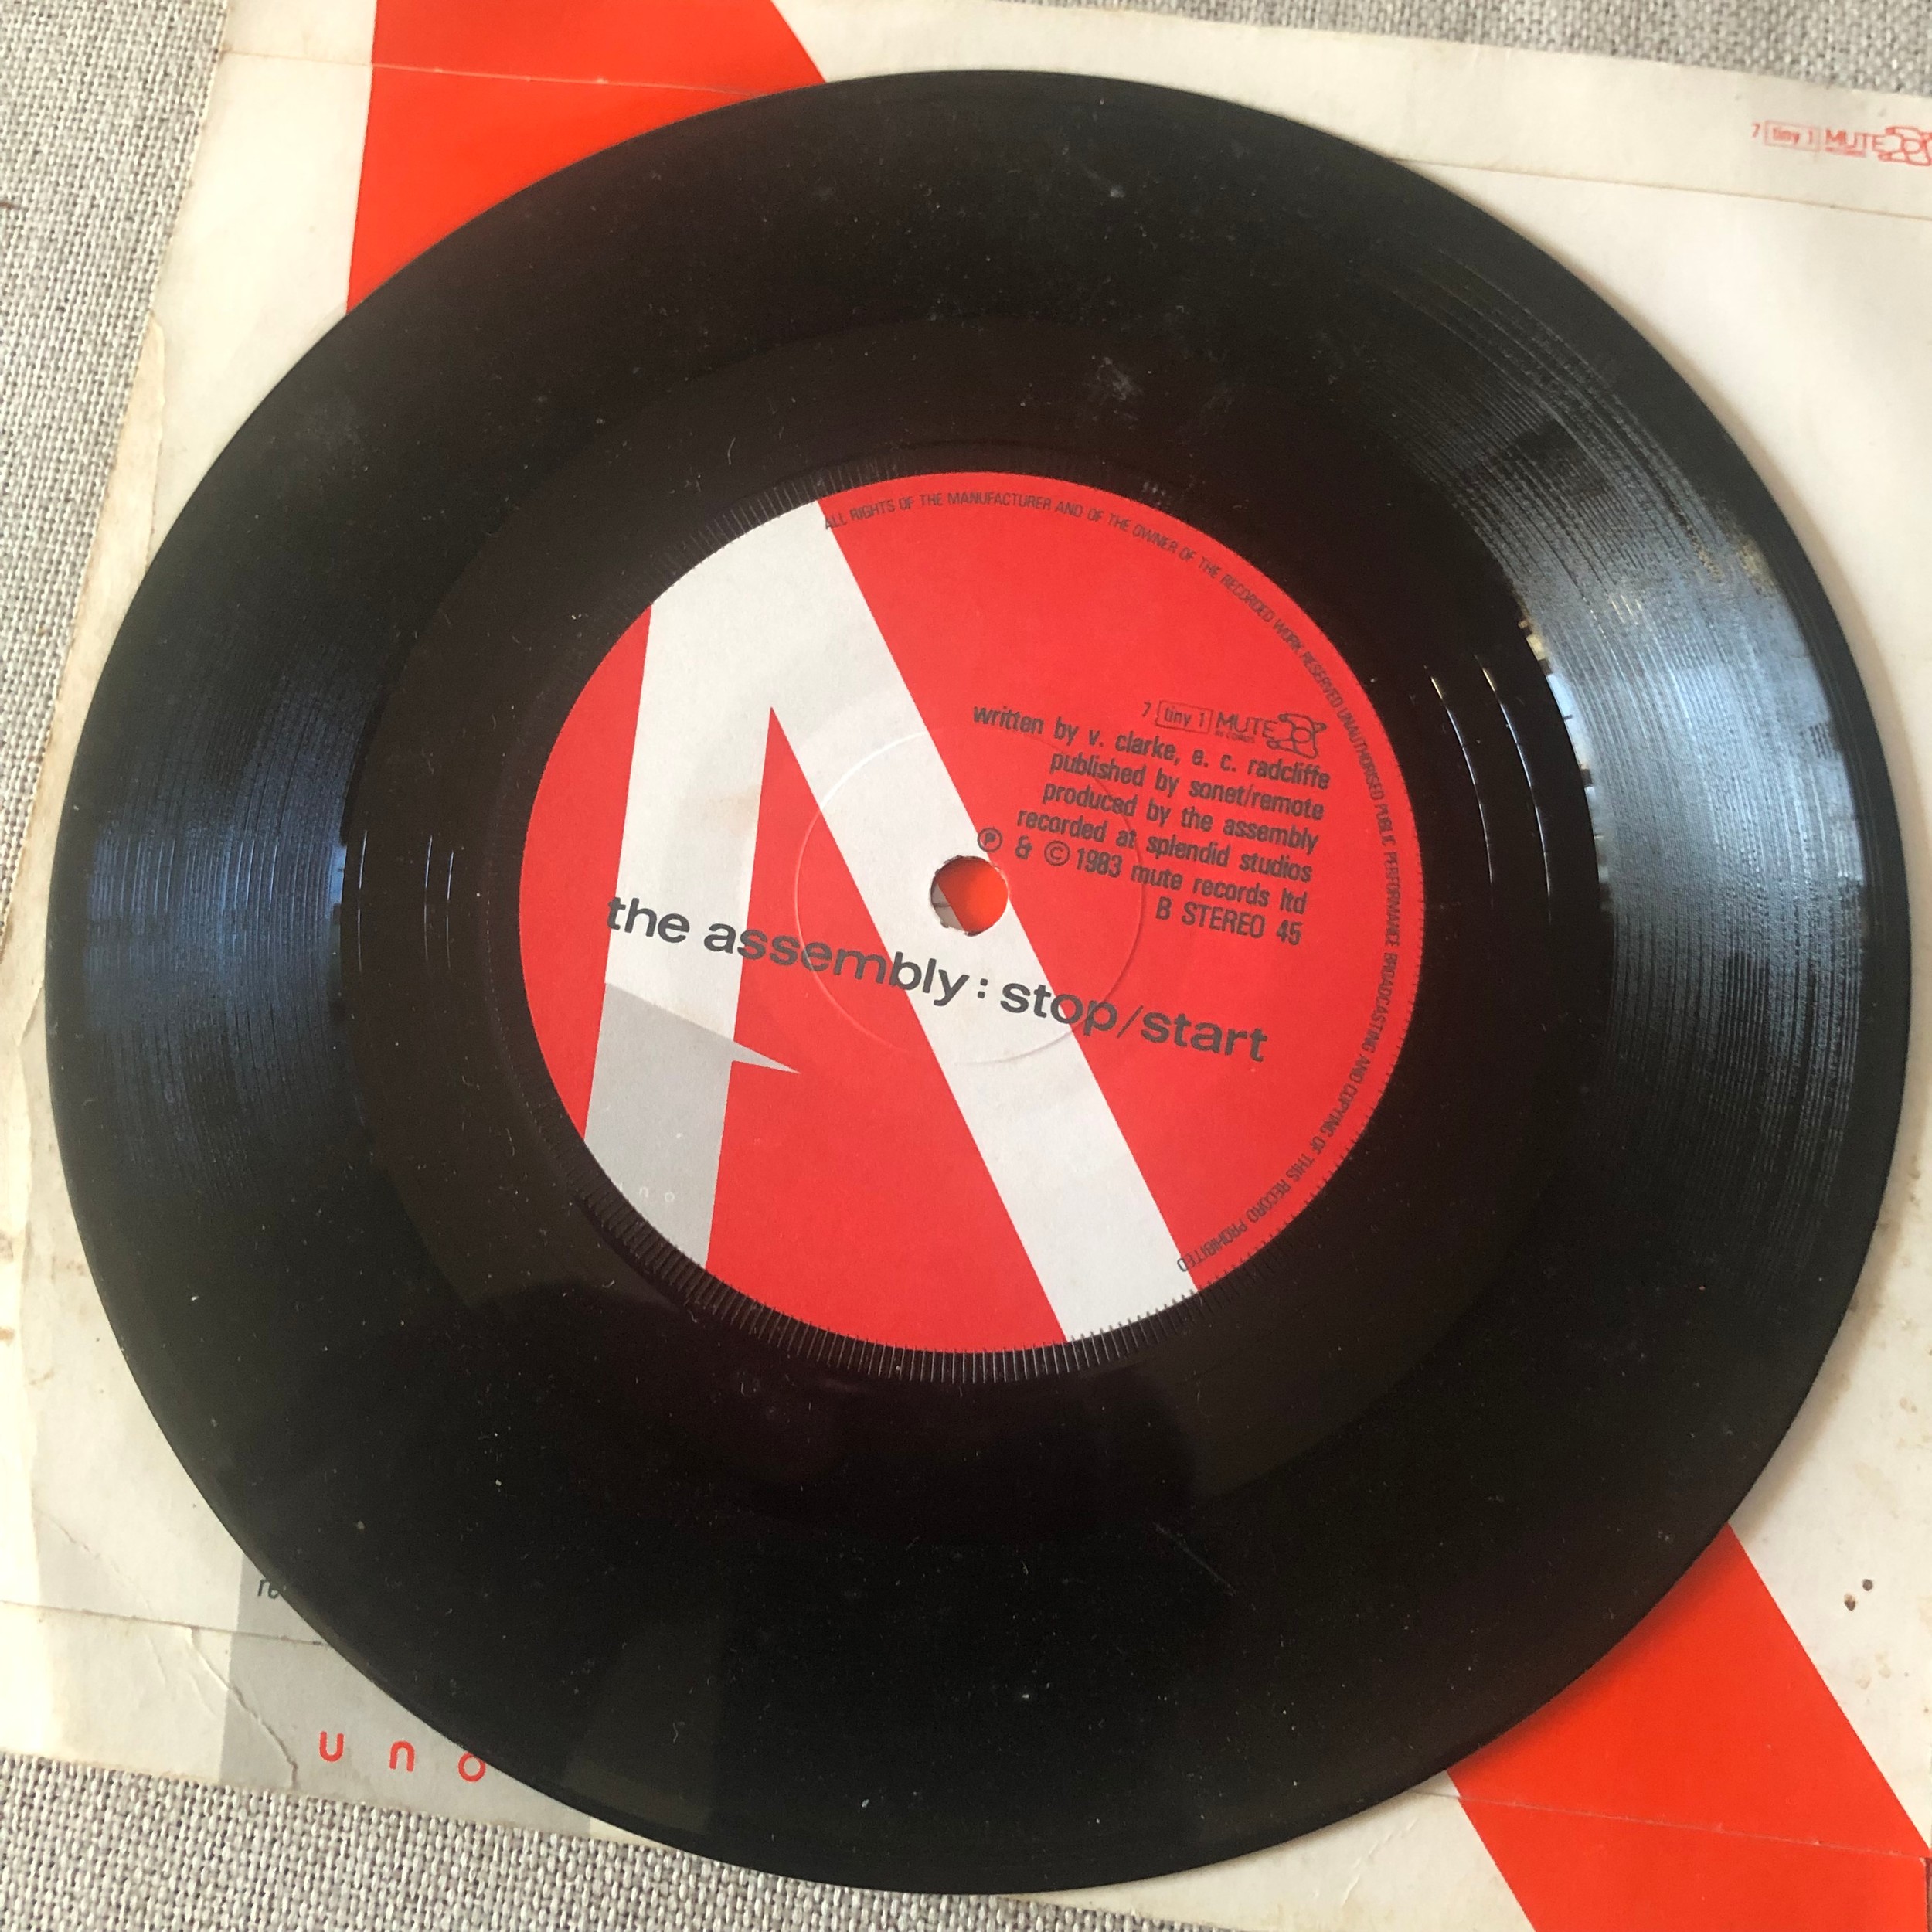 7 tiny 1 MUTE
ALL RIGHTS OF THE MANUFACTURER AND OF THE OWNER OF THE RECORDED WORK RESERVED UNAUTHORISED PUBLIC PERFORMANCE BROADCASTING AND COPYING OF THIS RECORD PROHIBITED
7 tiny 1 MUTE
written by v. clarke, e. c. radcliffe
published by sonet/remote
produced by the assembly
recorded at splendid studios
℗ & © 1983 mute records ltd
B STEREO 45
the assembly : stop/start
uno